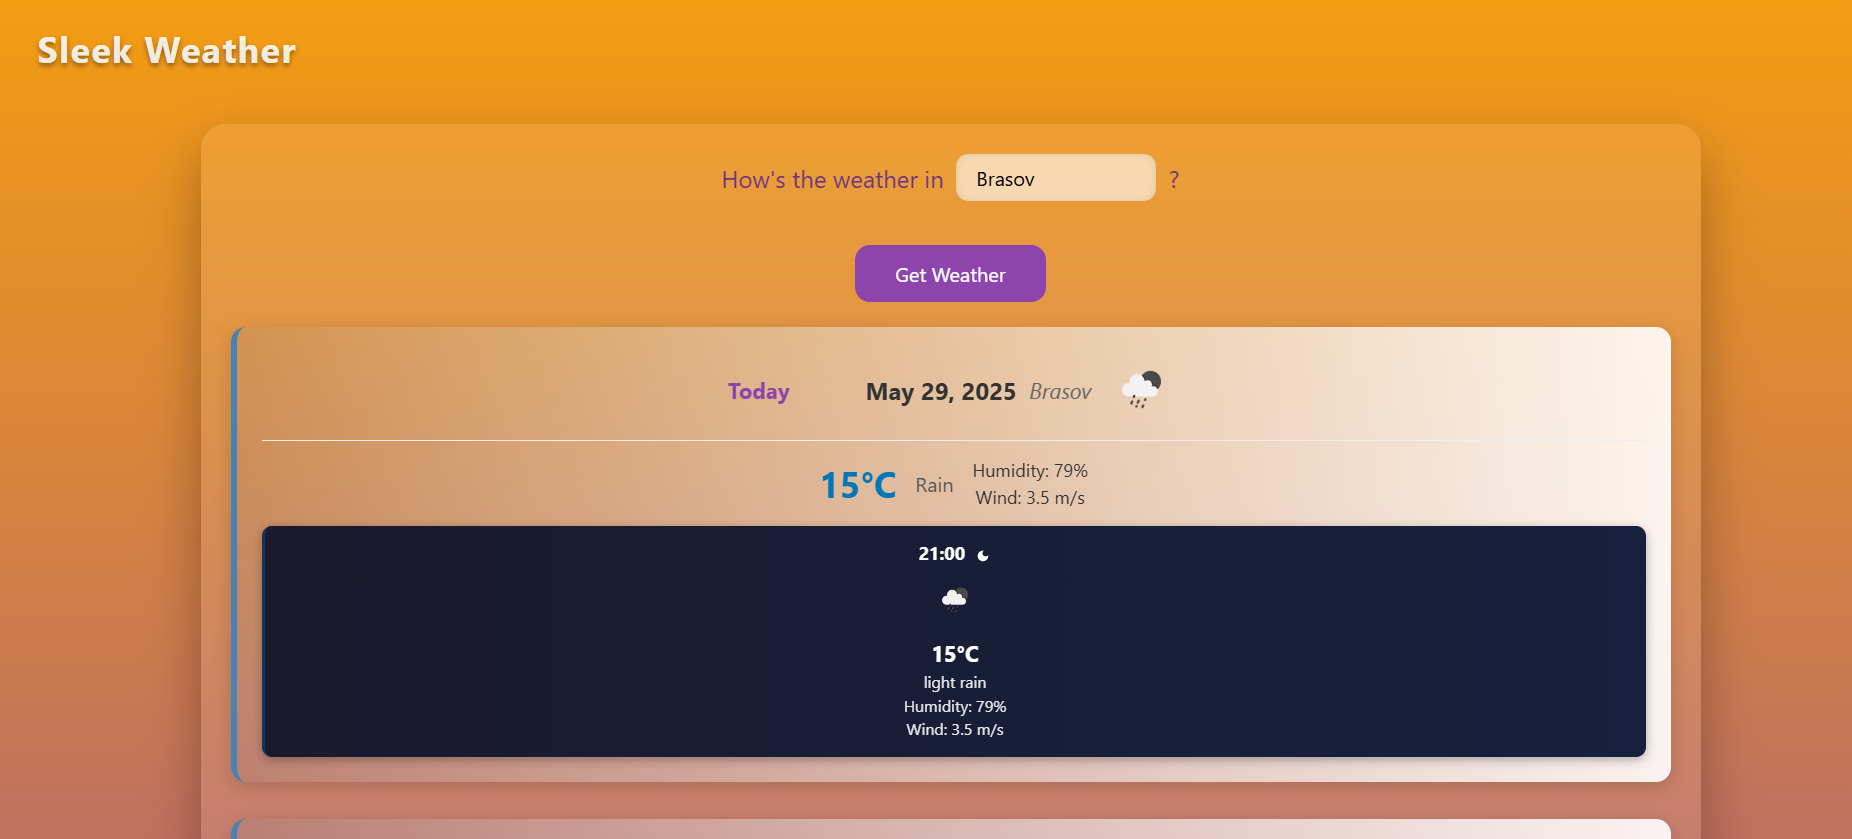 Sleek Weather
How's the weather in Brasov ?
Get Weather
Today May 29, 2025 Brasov
15°C Rain Humidity: 79%
Wind: 3.5 m/s
21:00
15°C
light rain
Humidity: 79%
Wind: 3.5 m/s